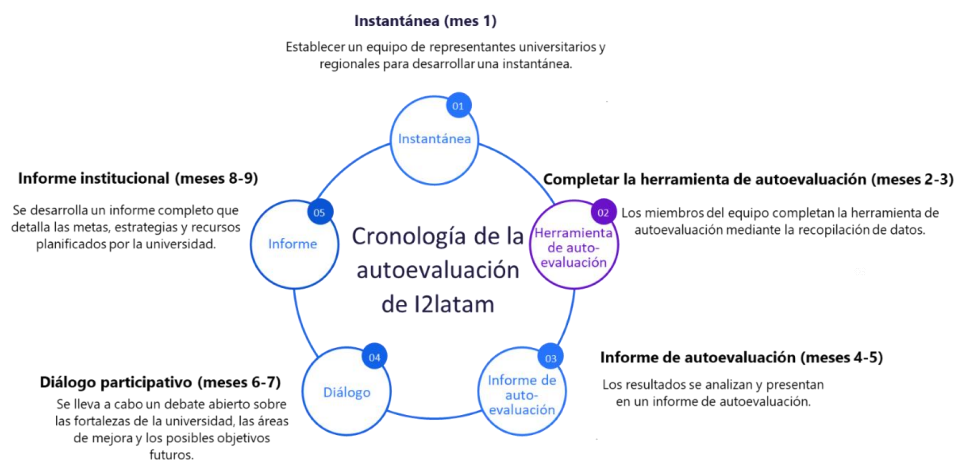 Instantánea (mes 1)
Establecer un equipo de representantes universitarios y
regionales para desarrollar una instantánea.
01
Instantánea
Completar la herramienta de autoevaluación (meses 2-3)
Los miembros del equipo completan la herramienta de
autoevaluación mediante la recopilación de datos.
02
Herramienta
de auto-
evaluación
Informe de autoevaluación (meses 4-5)
Los resultados se analizan y presentan
en un informe de autoevaluación.
03
Informe de
auto-
evaluación
Diálogo participativo (meses 6-7)
Se lleva a cabo un debate abierto sobre
las fortalezas de la universidad, las áreas
de mejora y los posibles objetivos
futuros.
04
Diálogo
Informe institucional (meses 8-9)
Se desarrolla un informe completo que
detalla las metas, estrategias y recursos
planificados por la universidad.
05
Informe
Cronología de la
autoevaluación
de I2latam